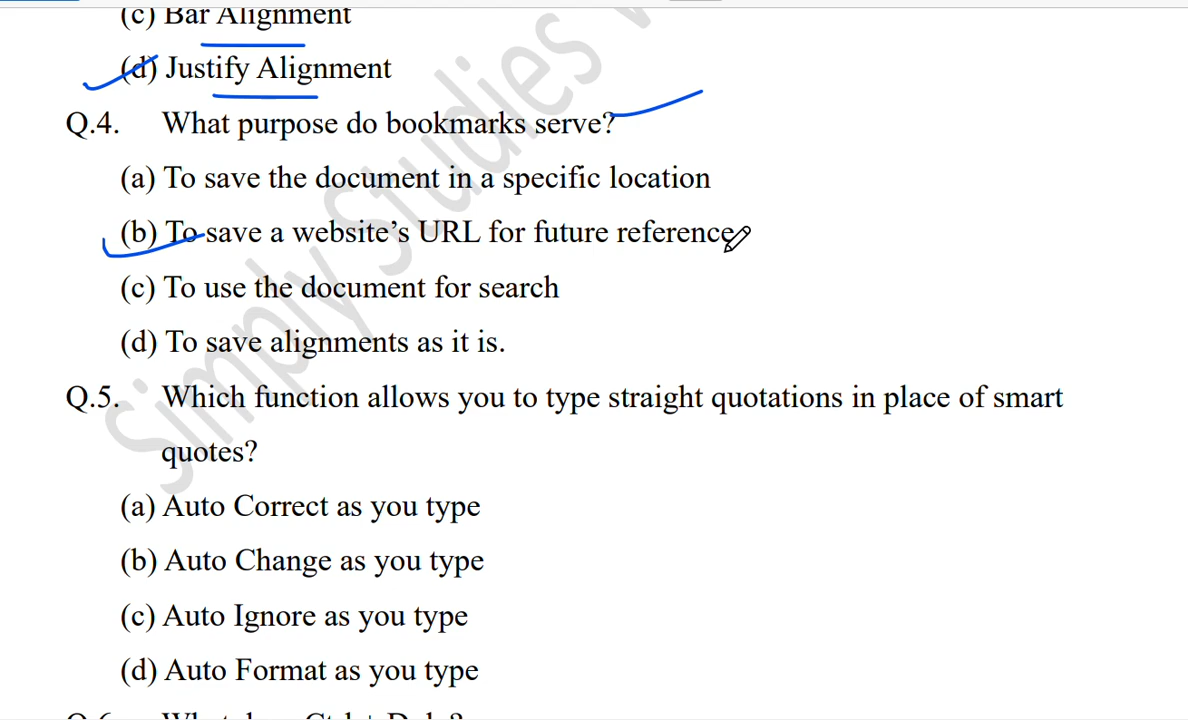 (c) Bar Alignment
(d) Justify Alignment
Q.4. What purpose do bookmarks serve?
(a) To save the document in a specific location
(b) To save a website's URL for future reference
(c) To use the document for search
(d) To save alignments as it is.
Q.5. Which function allows you to type straight quotations in place of smart
quotes?
(a) Auto Correct as you type
(b) Auto Change as you type
(c) Auto Ignore as you type
(d) Auto Format as you type
Simply Studies